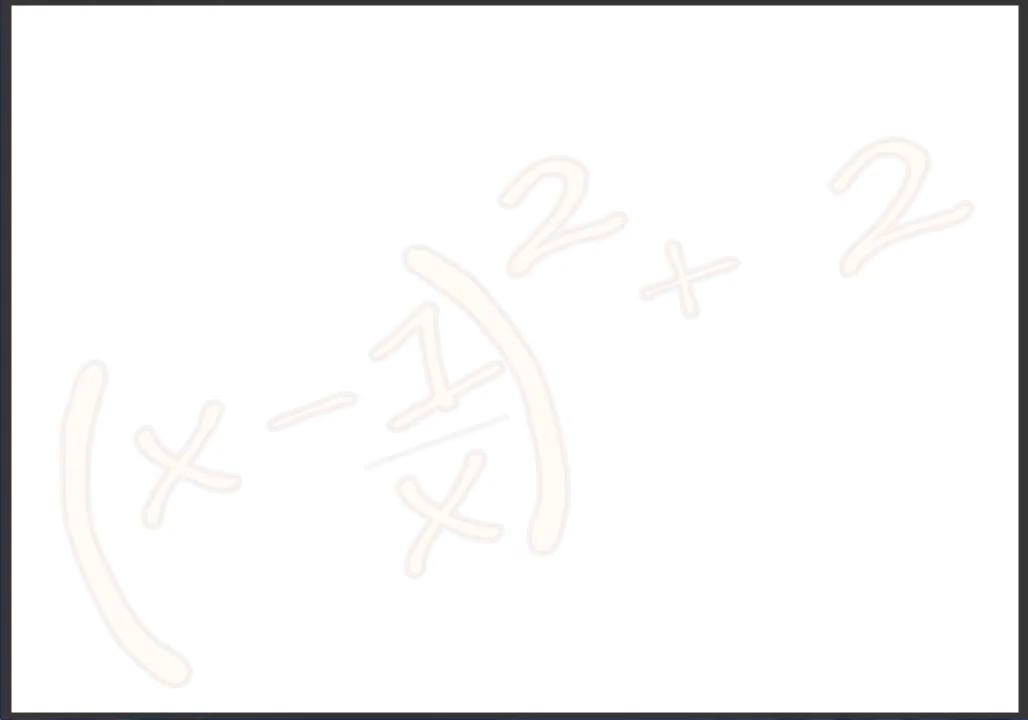 (x - 1/x)² + 2